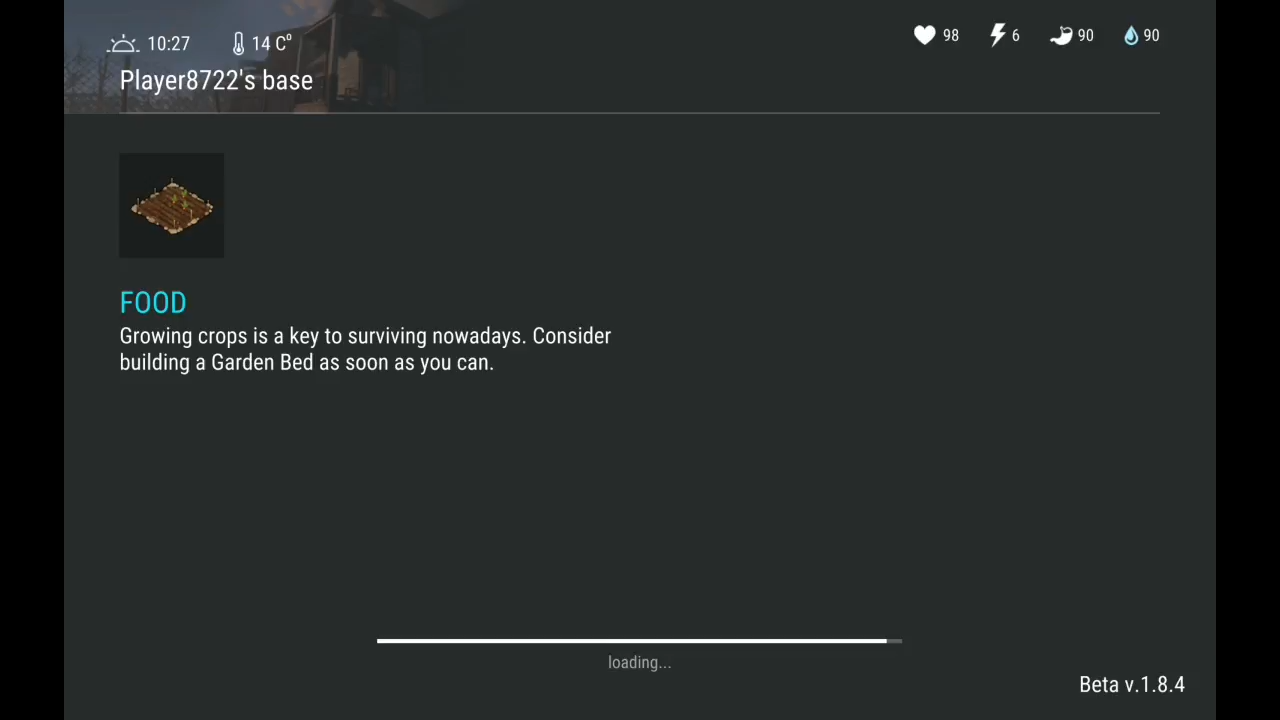 10:27 14 Cº
98 6 90 90
Player8722's base
FOOD
Growing crops is a key to surviving nowadays. Consider
building a Garden Bed as soon as you can.
loading...
Beta v.1.8.4